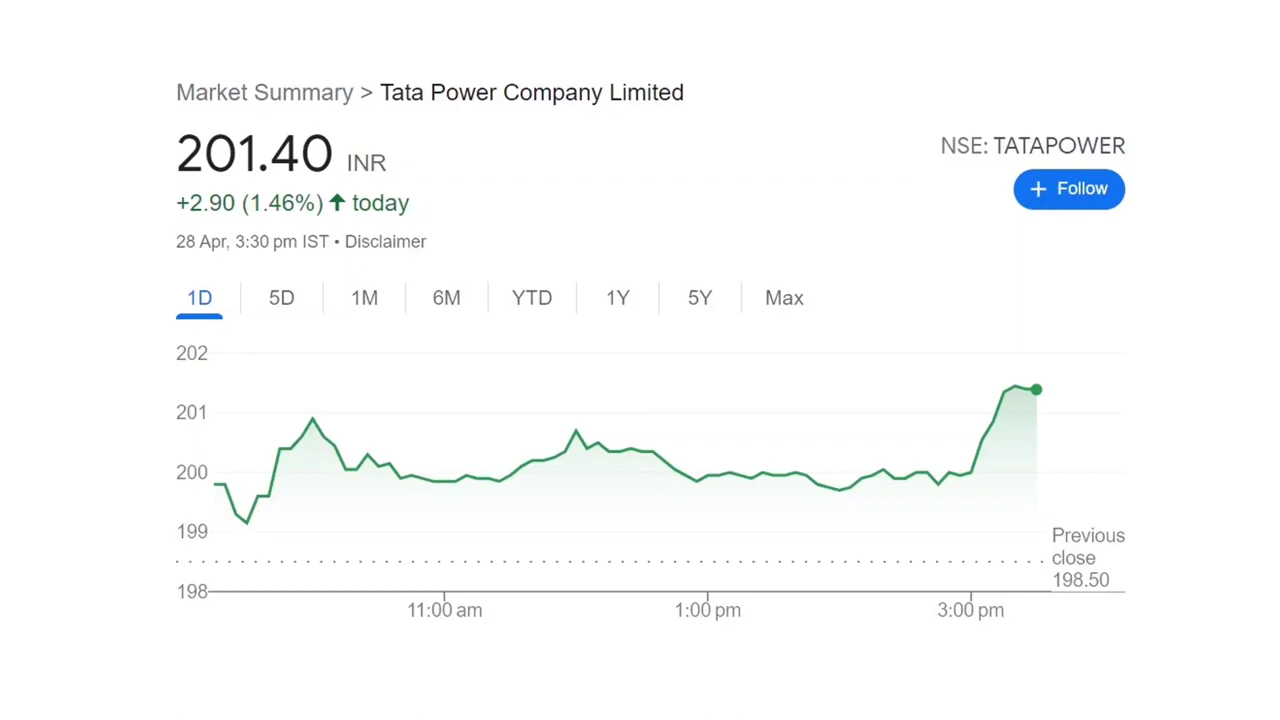 Market Summary > Tata Power Company Limited
201.40 INR
NSE: TATAPOWER
+ Follow
+2.90 (1.46%) ↑ today
28 Apr, 3:30 pm IST • Disclaimer
1D 5D 1M 6M YTD 1Y 5Y Max
202
201
200
199
198
Previous
close
198.50
11:00 am 1:00 pm 3:00 pm